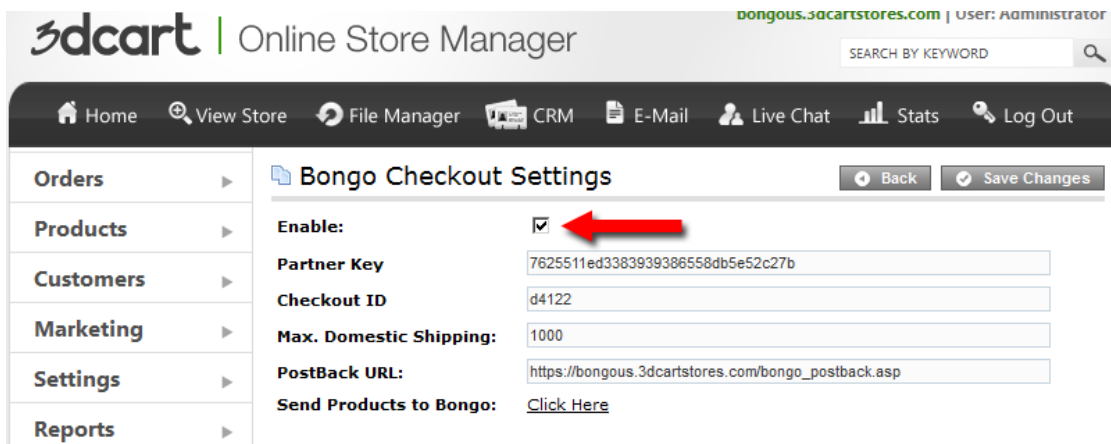 bongous.3dcartstores.com | User: Administrator
3dcart | Online Store Manager
SEARCH BY KEYWORD
Home View Store File Manager CRM E-Mail Live Chat Stats Log Out
Orders
Products
Customers
Marketing
Settings
Reports
Bongo Checkout Settings Back Save Changes
Enable:
Partner Key 7625511ed3383939386558db5e52c27b
Checkout ID d4122
Max. Domestic Shipping: 1000
PostBack URL: https://bongous.3dcartstores.com/bongo_postback.asp
Send Products to Bongo: Click Here